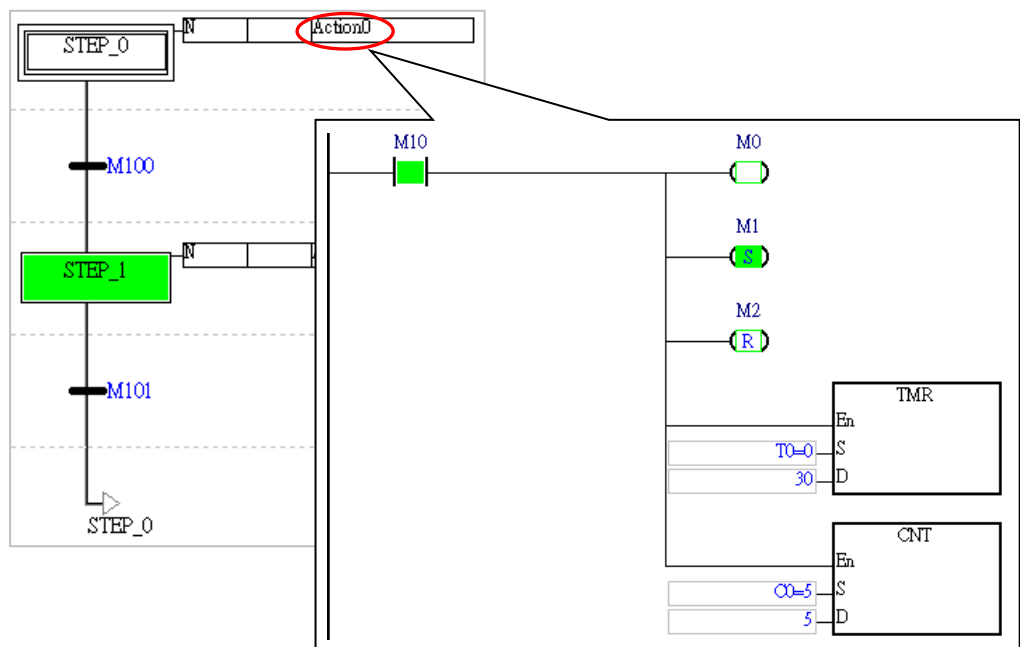 STEP_0
N
Action0
M100
STEP_1
N
M101
STEP_0
M10
M0
M1
S
M2
R
TMR
En
T0=0
S
30
D
CNT
En
C0=5
S
5
D